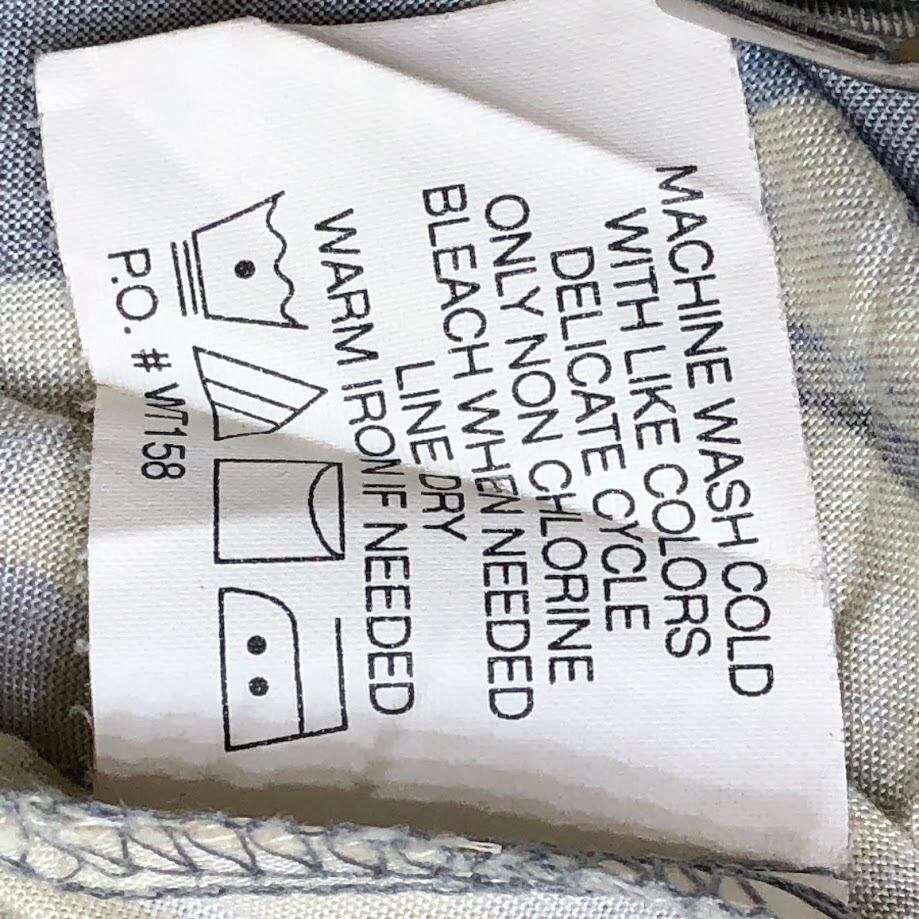 MACHINE WASH COLD
WITH LIKE COLORS
DELICATE CYCLE
ONLY NON CHLORINE
BLEACH WHEN NEEDED
LINE DRY
WARM IRON IF NEEDED
P.O. # WT158